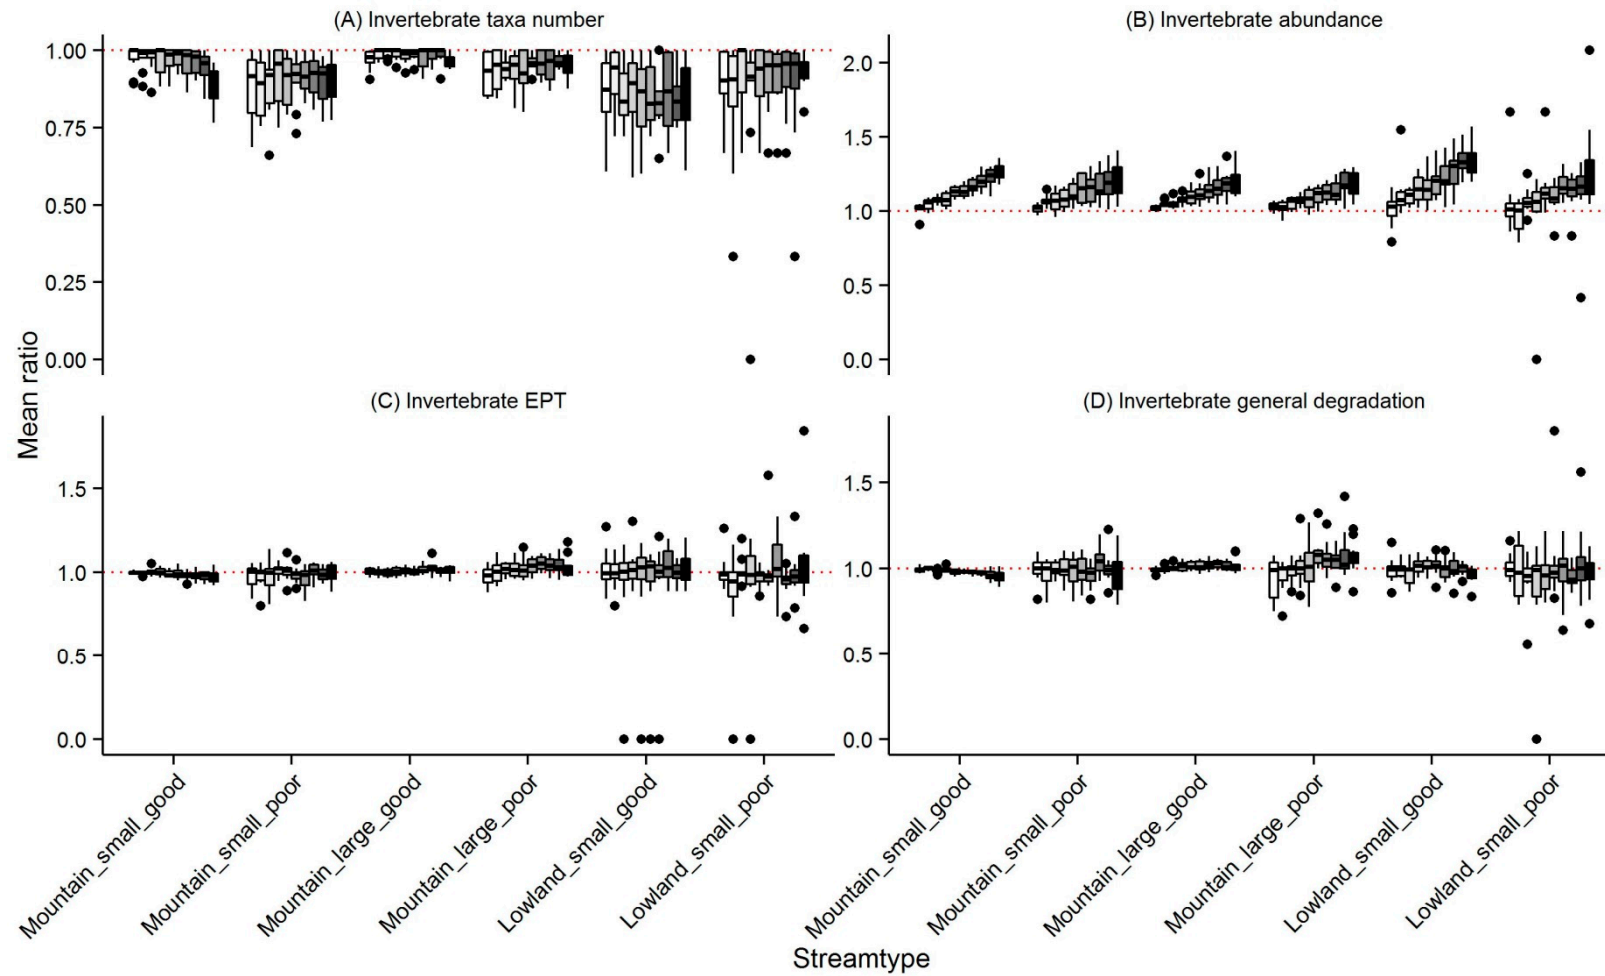 (A) Invertebrate taxa number
1.00
0.75
0.50
0.25
0.00
(B) Invertebrate abundance
2.0
1.5
1.0
0.5
0.0
Mean ratio
(C) Invertebrate EPT
1.5
1.0
0.5
0.0
(D) Invertebrate general degradation
1.5
1.0
0.5
0.0
Mountain_small_good
Mountain_small_poor
Mountain_large_good
Mountain_large_poor
Lowland_small_good
Lowland_small_poor
Mountain_small_good
Mountain_small_poor
Mountain_large_good
Mountain_large_poor
Lowland_small_good
Lowland_small_poor
Streamtype